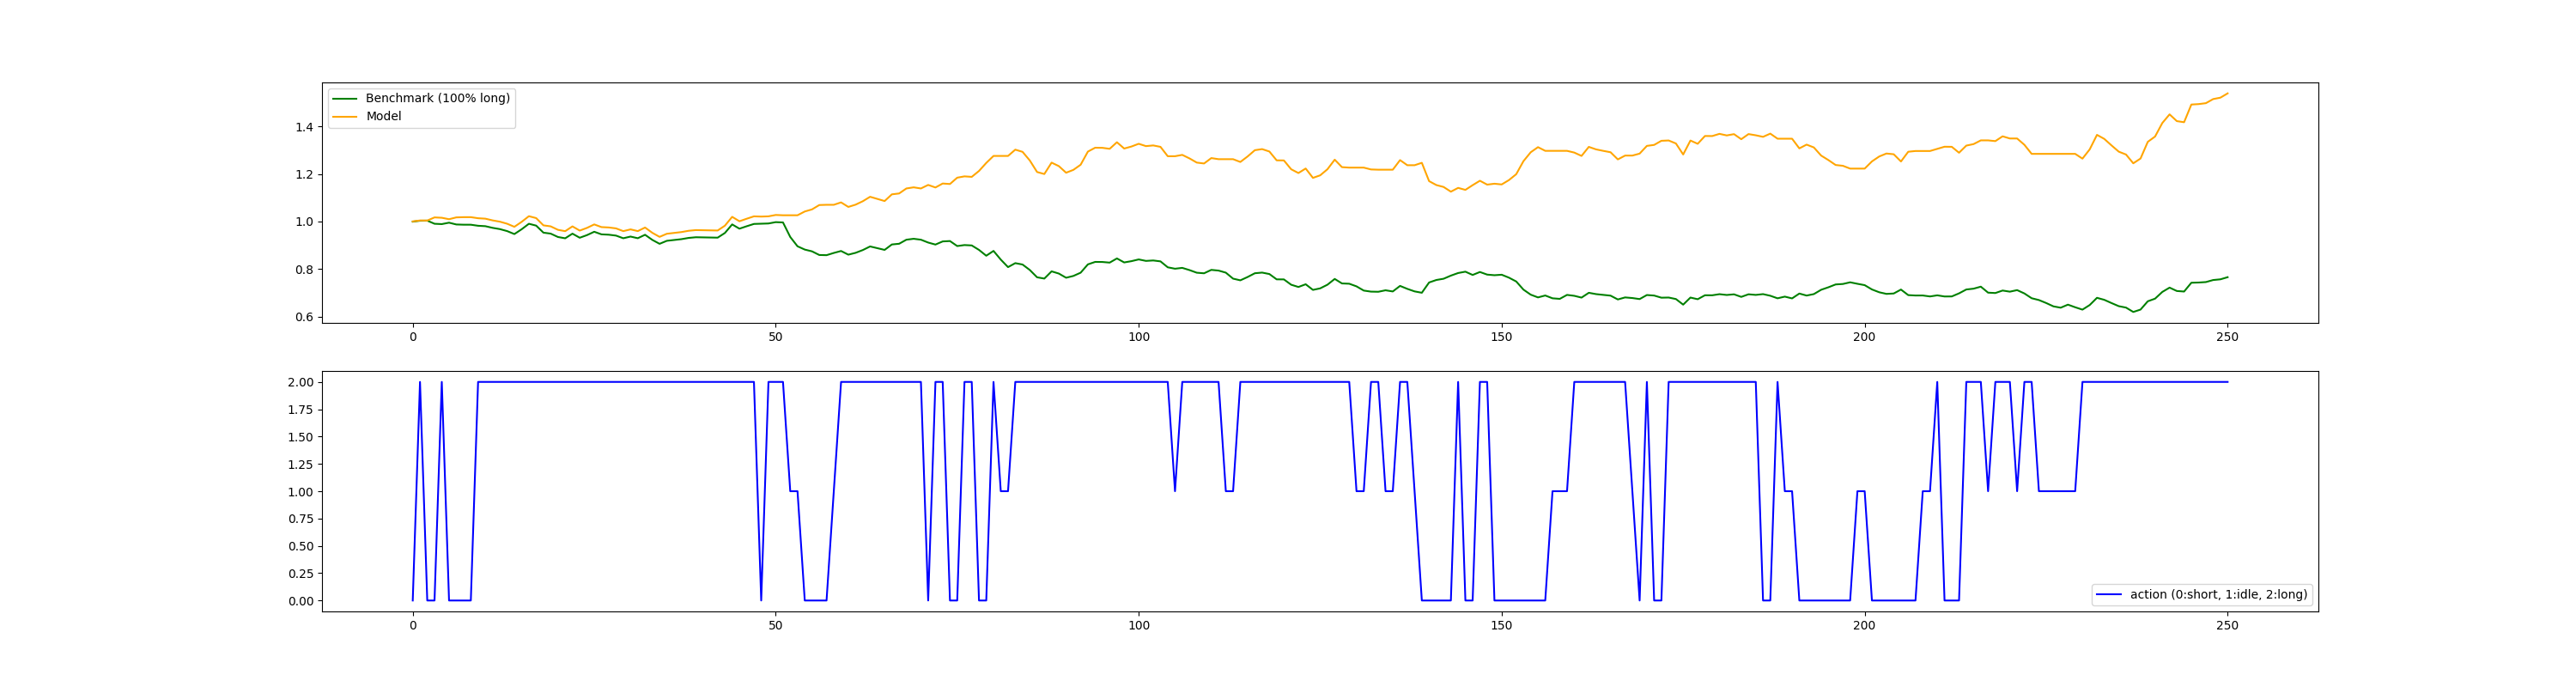 Benchmark (100% long)
Model
1.4
1.2
1.0
0.8
0.6
0 50 100 150 200 250
2.00
1.75
1.50
1.25
1.00
0.75
0.50
0.25
0.00
action (0:short, 1:idle, 2:long)
0 50 100 150 200 250